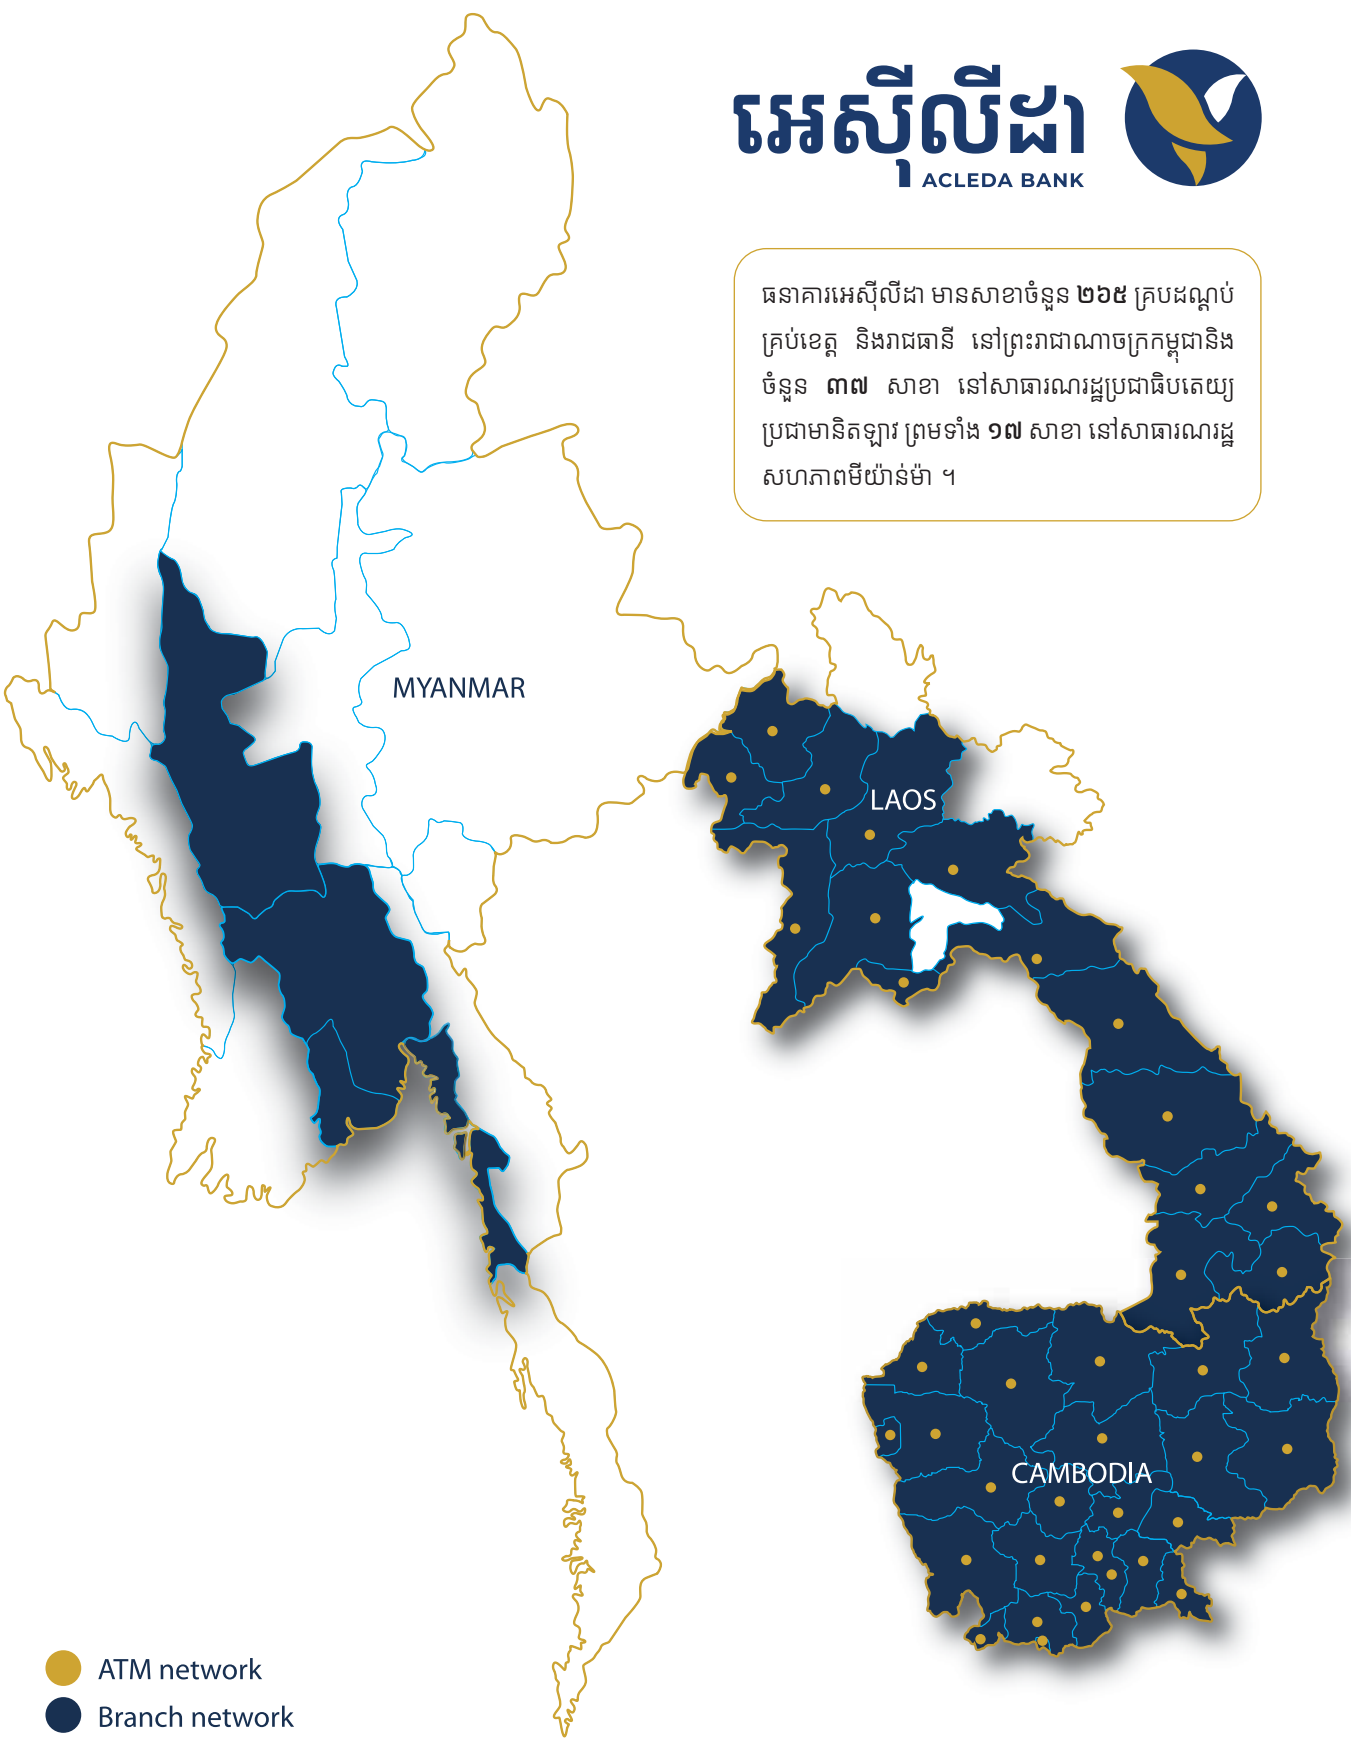 អេស៊ីលីដា
ACLEDA BANK
ធនាគារអេស៊ីលីដា មានសាខាចំនួន ២៦៥ គ្របដណ្តប់
គ្រប់ខេត្ត និងរាជធានី នៅព្រះរាជាណាចក្រកម្ពុជានិង
ចំនួន ៣៧ សាខា នៅសាធារណរដ្ឋប្រជាធិបតេយ្យ
ប្រជាមានិតឡាវ ព្រមទាំង ១៧ សាខា នៅសាធារណរដ្ឋ
សហភាពមីយ៉ាន់ម៉ា ។
MYANMAR
LAOS
CAMBODIA
ATM network
Branch network